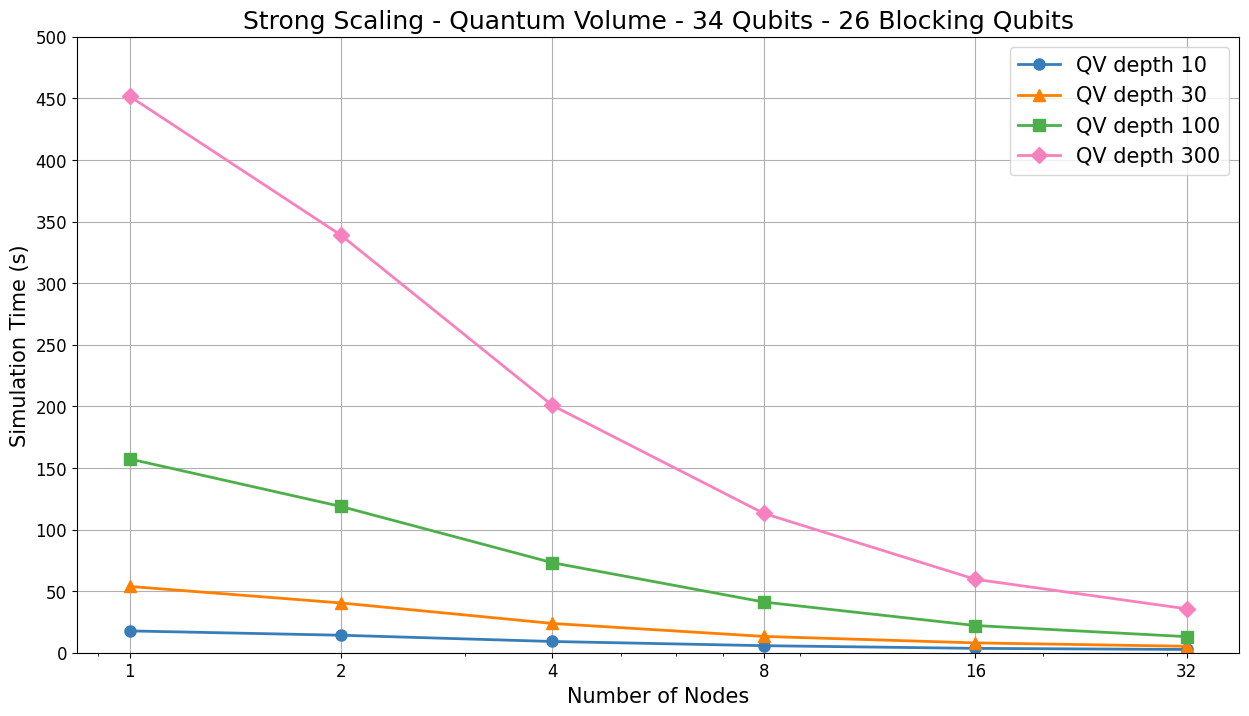 Strong Scaling - Quantum Volume - 34 Qubits - 26 Blocking Qubits
500
450
400
350
300
250
200
150
100
50
0
Simulation Time (s)
QV depth 10
QV depth 30
QV depth 100
QV depth 300
1 2 4 8 16 32
Number of Nodes